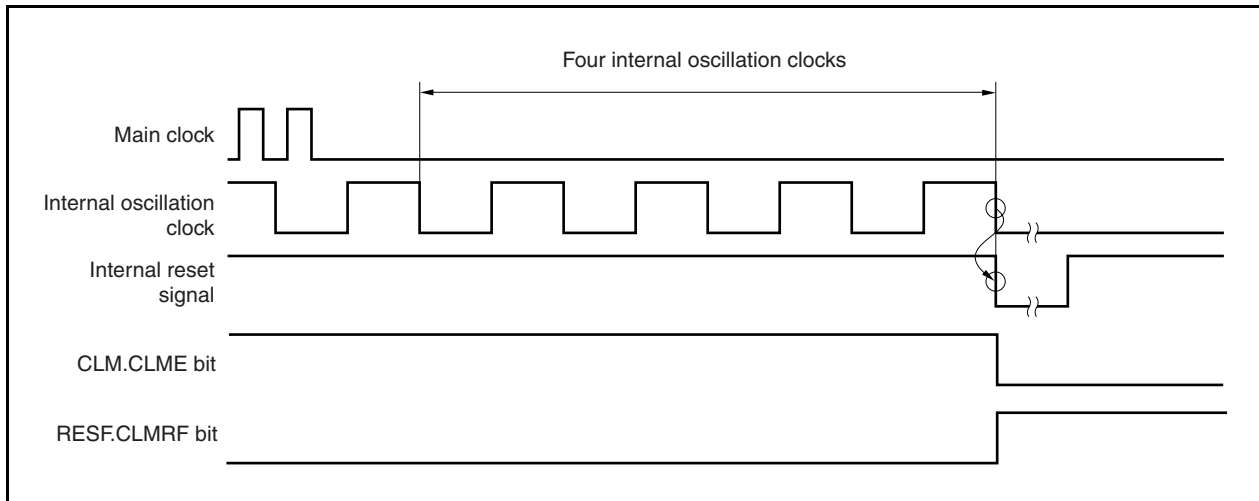 Four internal oscillation clocks
Main clock
Internal oscillation
clock
Internal reset
signal
CLM.CLME bit
RESF.CLMRF bit